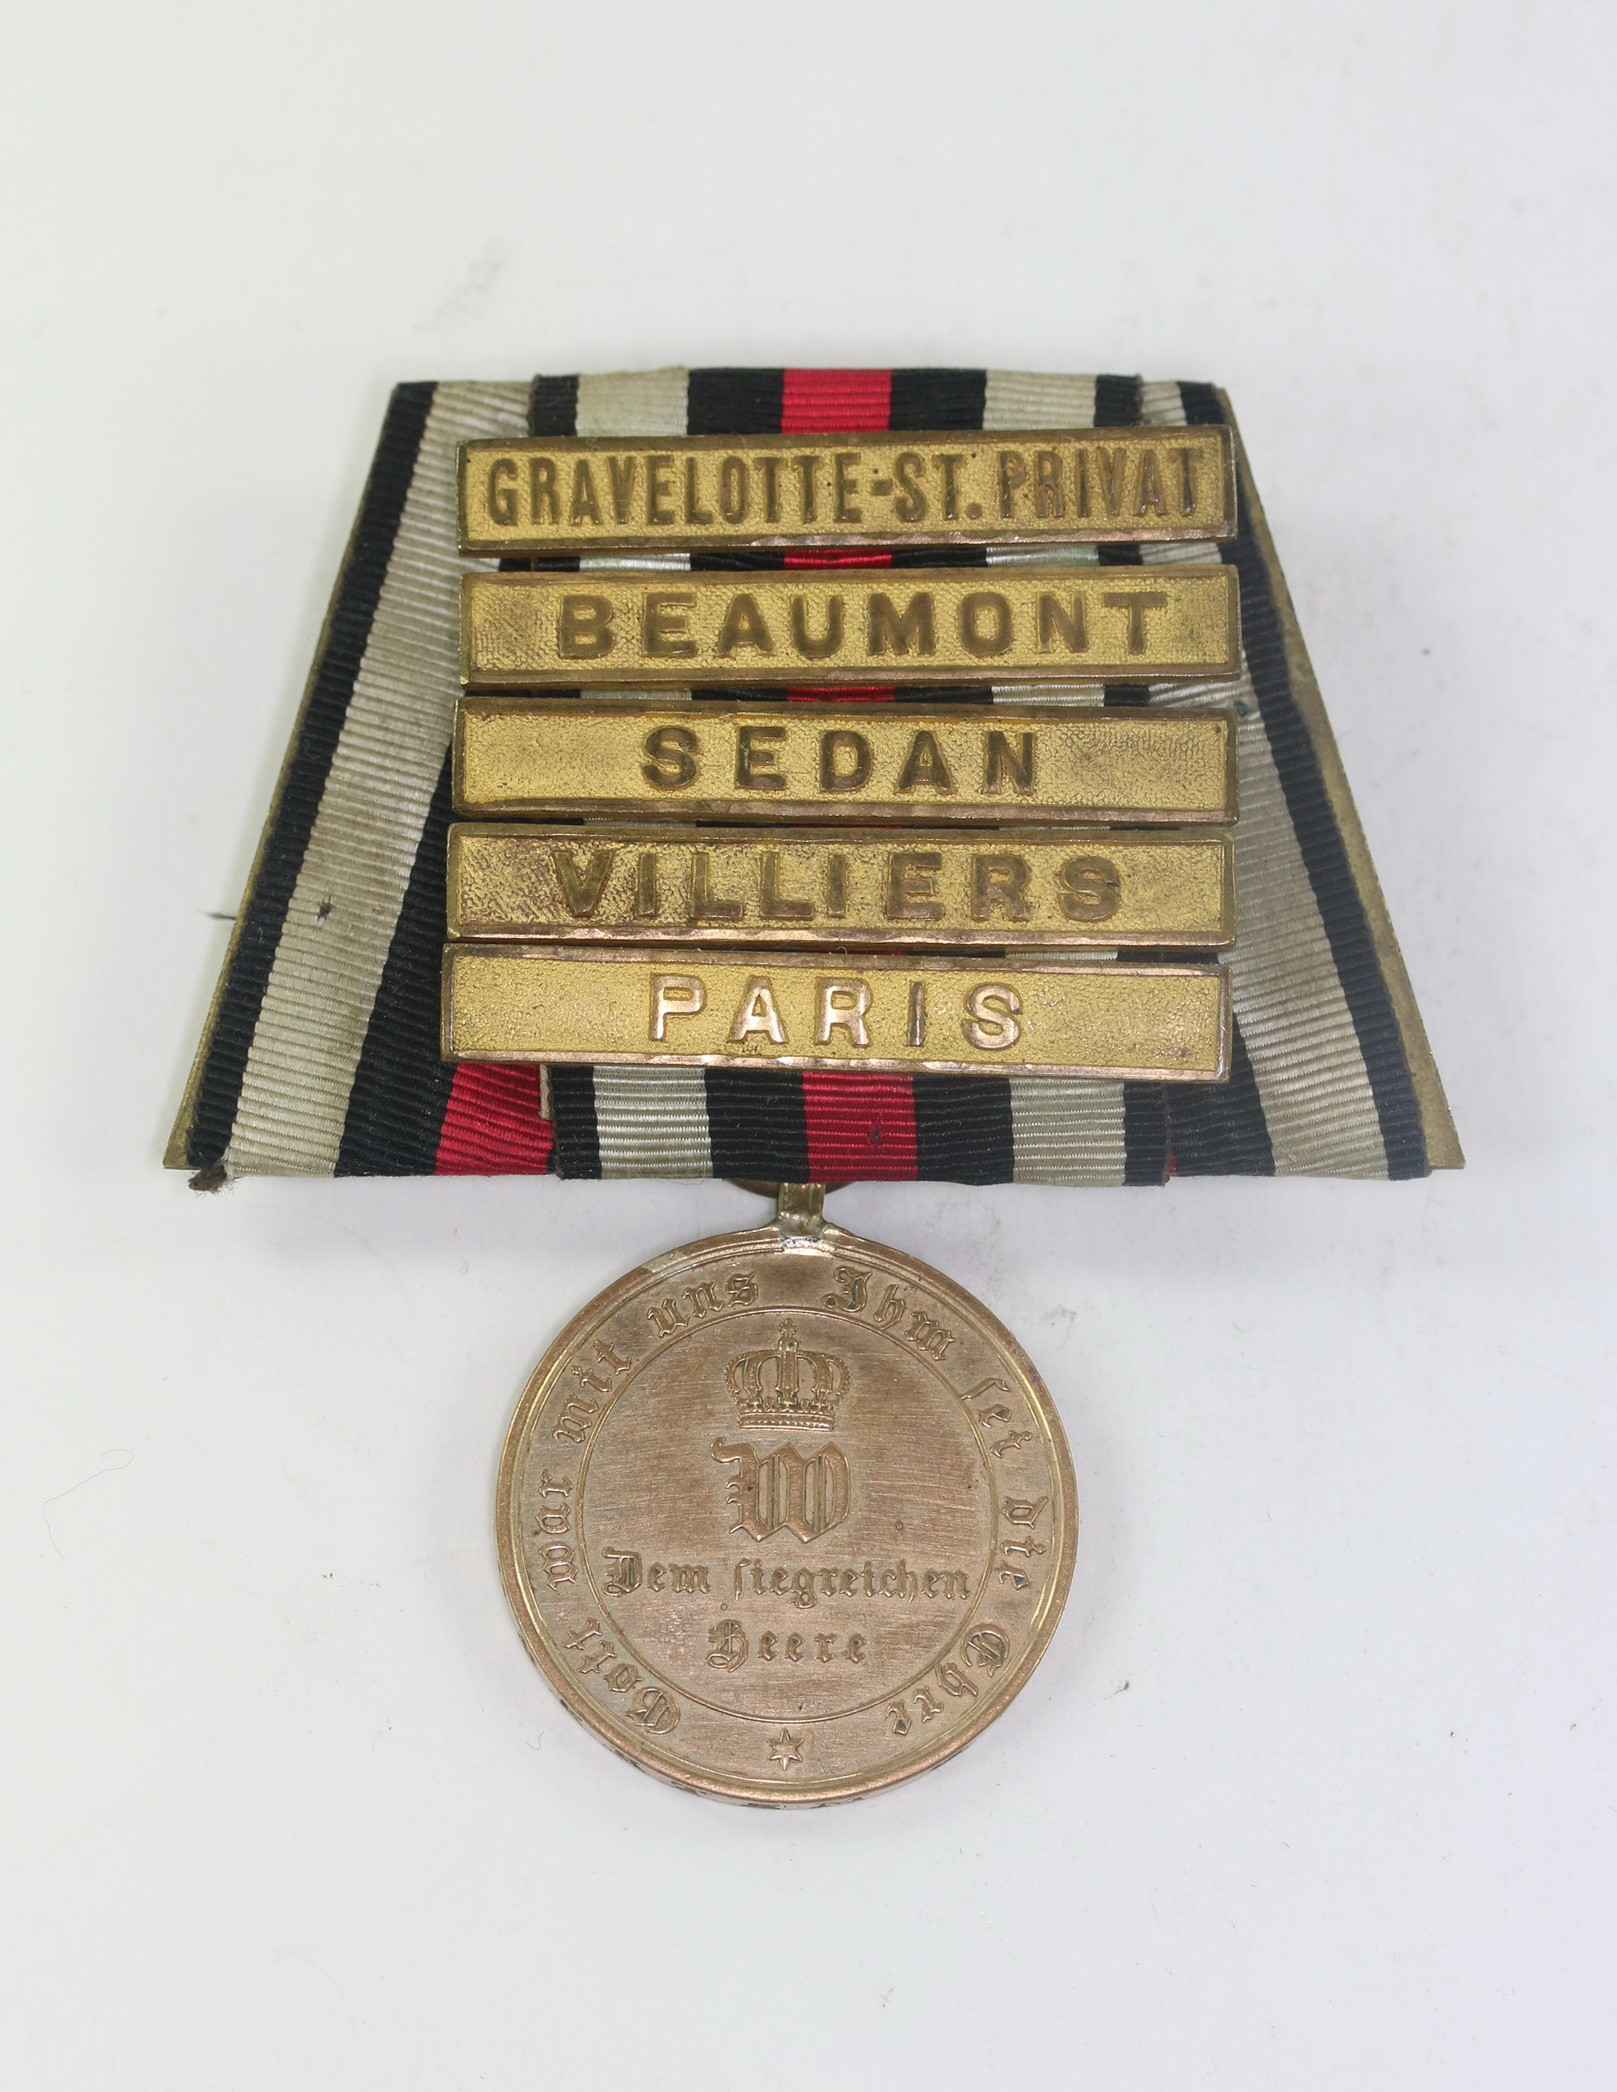 GRAVELOTTE-ST. PRIVAT
BEAUMONT
SEDAN
VILLIERS
PARIS
Gott war mit uns Ihm sei die Ehre
W
Dem siegreichen
Heere